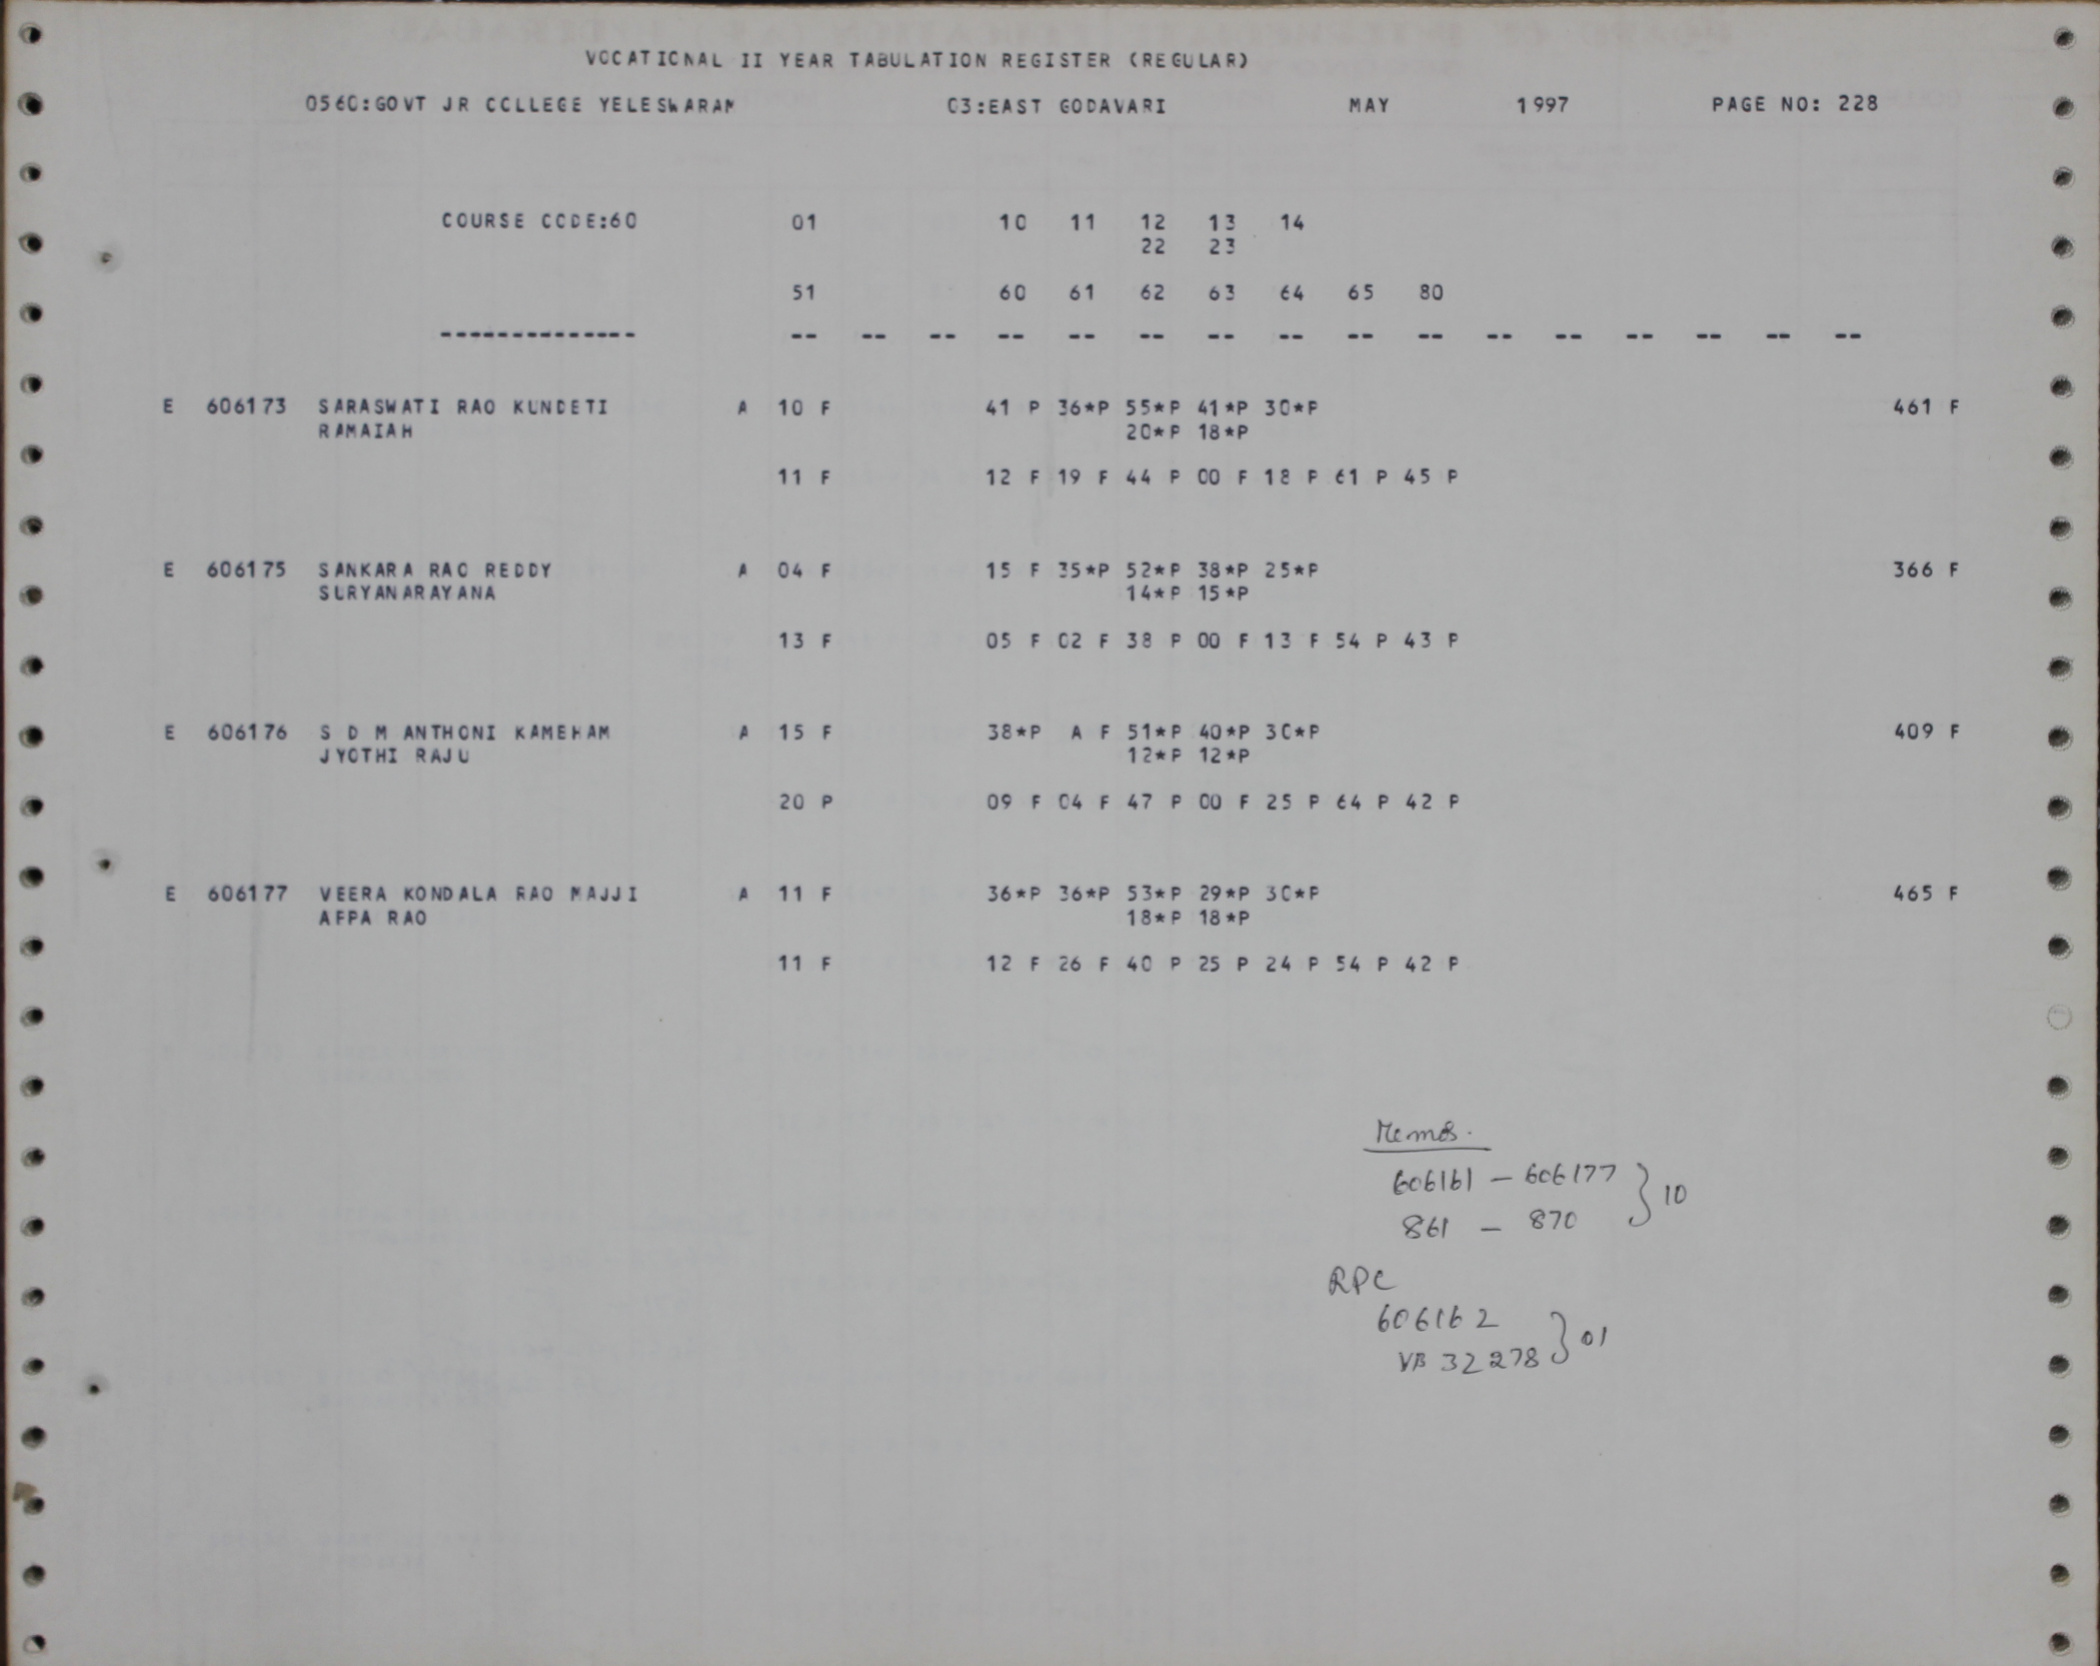 VOCATIONAL II YEAR TABULATION REGISTER (REGULAR)
0560:GOVT JR COLLEGE YELESWARAM 03:EAST GODAVARI MAY 1997 PAGE NO: 228
COURSE CODE:60 01 10 11 12 13 14
22 23
51 60 61 62 63 64 65 80
-------------- -- -- -- -- -- -- -- -- -- -- -- -- -- -- -- --
E 606173 SARASWATI RAO KUNDETI A 10 F 41 P 36*P 55*P 41*P 30*P 461 F
RAMAIAH 20*P 18*P
11 F 12 F 19 F 44 P 00 F 18 P 61 P 45 P
E 606175 SANKARA RAO REDDY A 04 F 15 F 35*P 52*P 38*P 25*P 366 F
SURYANARAYANA 14*P 15*P
13 F 05 F 02 F 38 P 00 F 13 F 54 P 43 P
E 606176 S D M ANTHONI KAMEHAM A 15 F 38*P A F 51*P 40*P 30*P 409 F
JYOTHI RAJU 12*P 12*P
20 P 09 F 04 F 47 P 00 F 25 P 64 P 42 P
E 606177 VEERA KONDALA RAO MAJJI A 11 F 36*P 36*P 53*P 29*P 30*P 465 F
APPA RAO 18*P 18*P
11 F 12 F 26 F 40 P 25 P 24 P 54 P 42 P
Memos.
606161 - 606177 } 10
861 - 870
RPC
606162 } 01
VB 32278